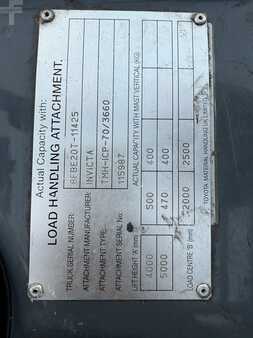 Actual Capacity with:
LOAD HANDLING ATTACHMENT.
TRUCK SERIAL NUMBER: 8FBE20T-11425
ATTACHMENT MANUFACTURER: INVICTA
ATTACHMENT TYPE: TMH-ICP-70/3660
ATTACHMENT SERIAL No: 115987
ACTUAL CAPACITY WITH MAST VERTICAL (KG)
LIFT HEIGHT 'A' (mm)
4000 500 400
5000 470 400
LOAD CENTRE 'B' (mm) 2000 2500
TOYOTA MATERIAL HANDLING UK LIMITED